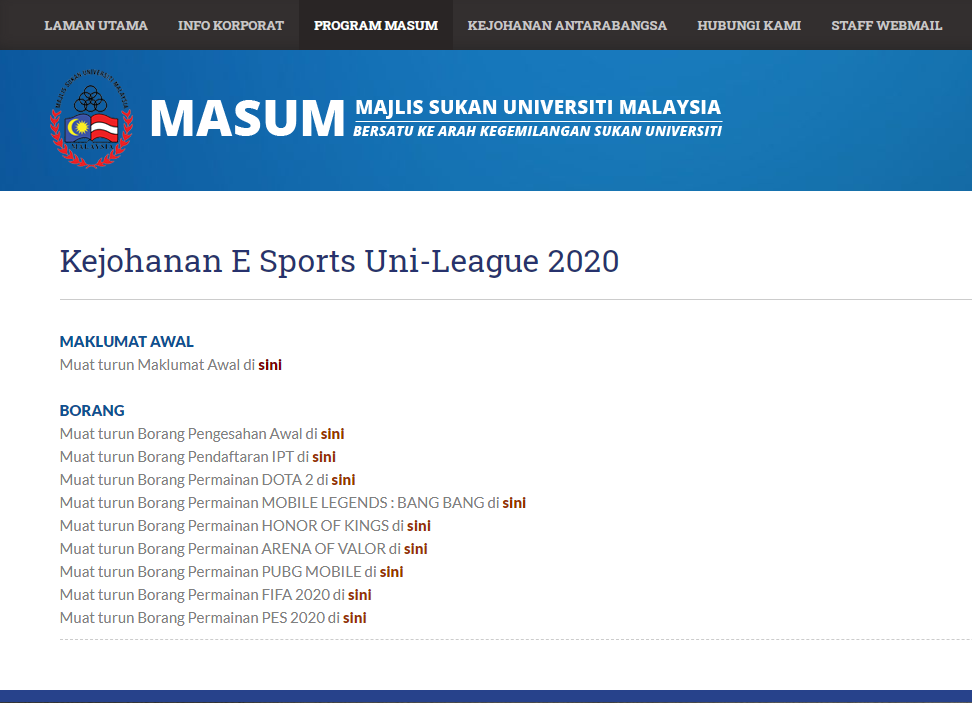 LAMAN UTAMA INFO KORPORAT PROGRAM MASUM KEJOHANAN ANTARABANGSA HUBUNGI KAMI STAFF WEBMAIL
MAJLIS SUKAN UNIVERSITI MALAYSIA
MALAYSIA
MASUM
MAJLIS SUKAN UNIVERSITI MALAYSIA
BERSATU KE ARAH KEGEMILANGAN SUKAN UNIVERSITI
Kejohanan E Sports Uni-League 2020
MAKLUMAT AWAL
Muat turun Maklumat Awal di sini
BORANG
Muat turun Borang Pengesahan Awal di sini
Muat turun Borang Pendaftaran IPT di sini
Muat turun Borang Permainan DOTA 2 di sini
Muat turun Borang Permainan MOBILE LEGENDS : BANG BANG di sini
Muat turun Borang Permainan HONOR OF KINGS di sini
Muat turun Borang Permainan ARENA OF VALOR di sini
Muat turun Borang Permainan PUBG MOBILE di sini
Muat turun Borang Permainan FIFA 2020 di sini
Muat turun Borang Permainan PES 2020 di sini